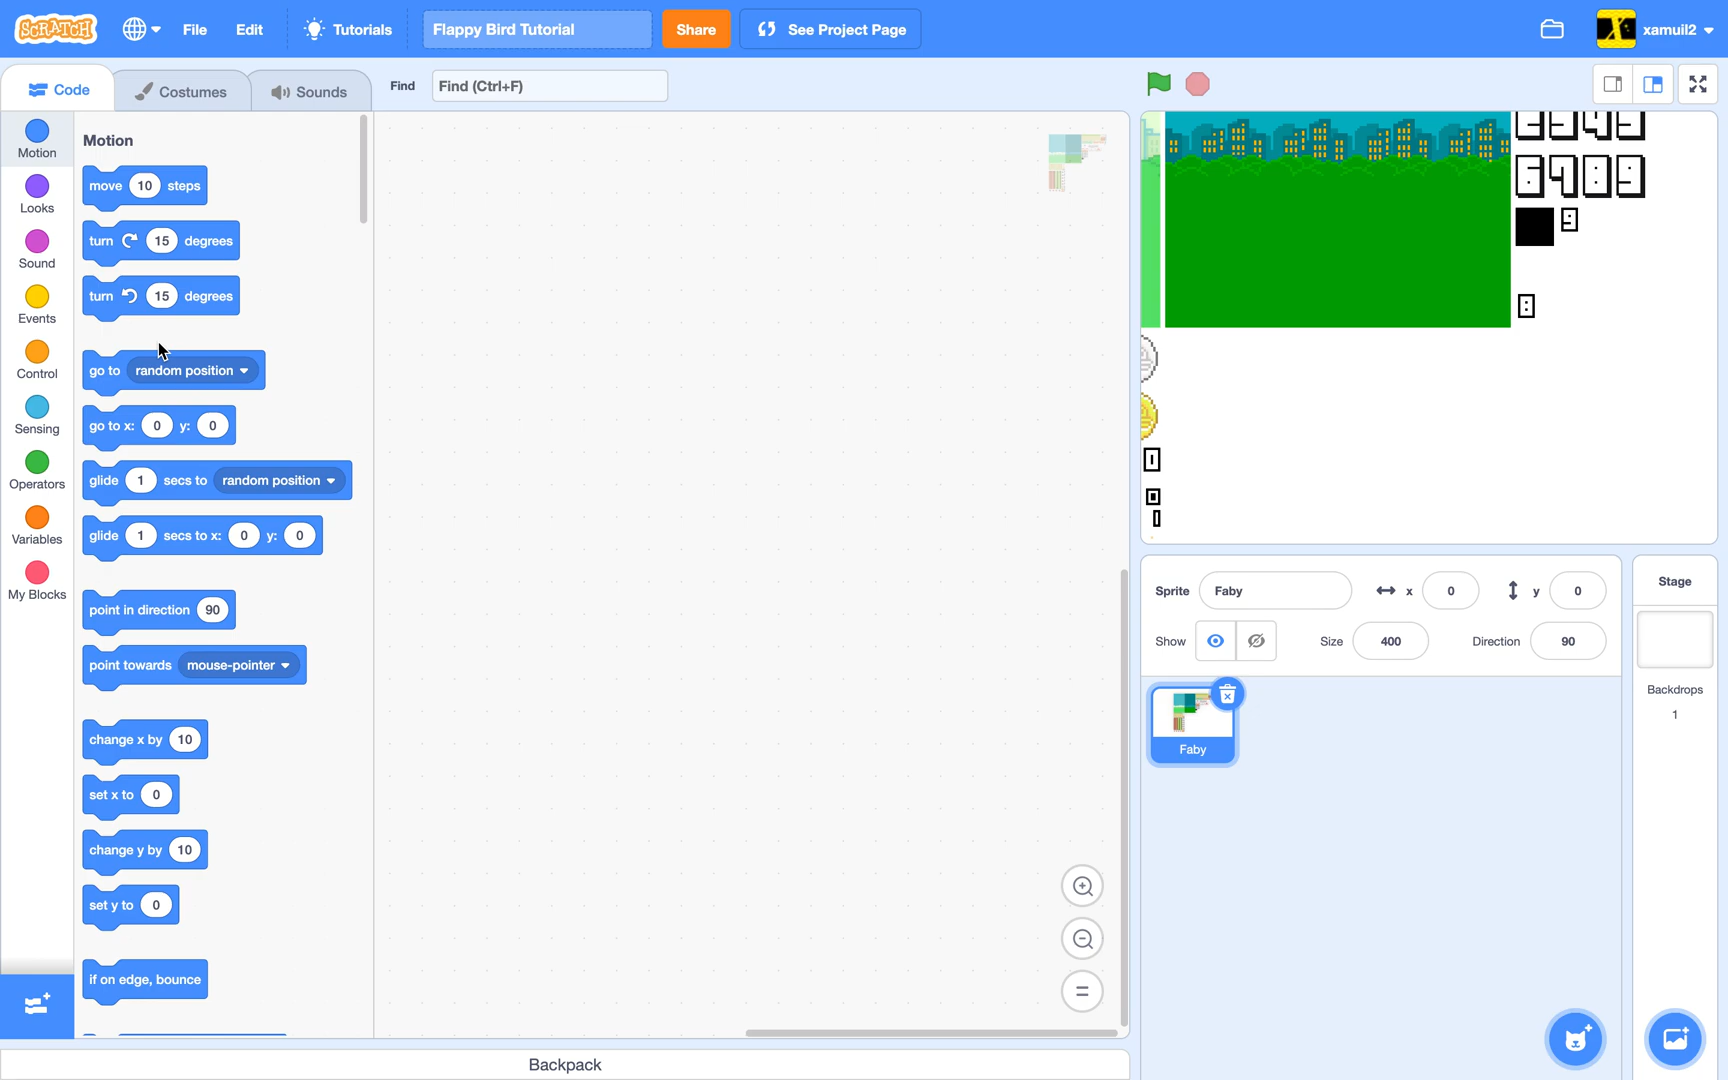 SCRATCH
File
Edit
Tutorials
Flappy Bird Tutorial
Share
See Project Page
xamuil2
Code
Costumes
Sounds
Find
Find (Ctrl+F)
Motion
Looks
Sound
Events
Control
Sensing
Operators
Variables
My Blocks
Motion
move 10 steps
turn 15 degrees
turn 15 degrees
go to random position
go to x: 0 y: 0
glide 1 secs to random position
glide 1 secs to x: 0 y: 0
point in direction 90
point towards mouse-pointer
change x by 10
set x to 0
change y by 10
set y to 0
if on edge, bounce
Backpack
Sprite Faby x 0 y 0
Show Size 400 Direction 90
Faby
Stage
Backdrops
1